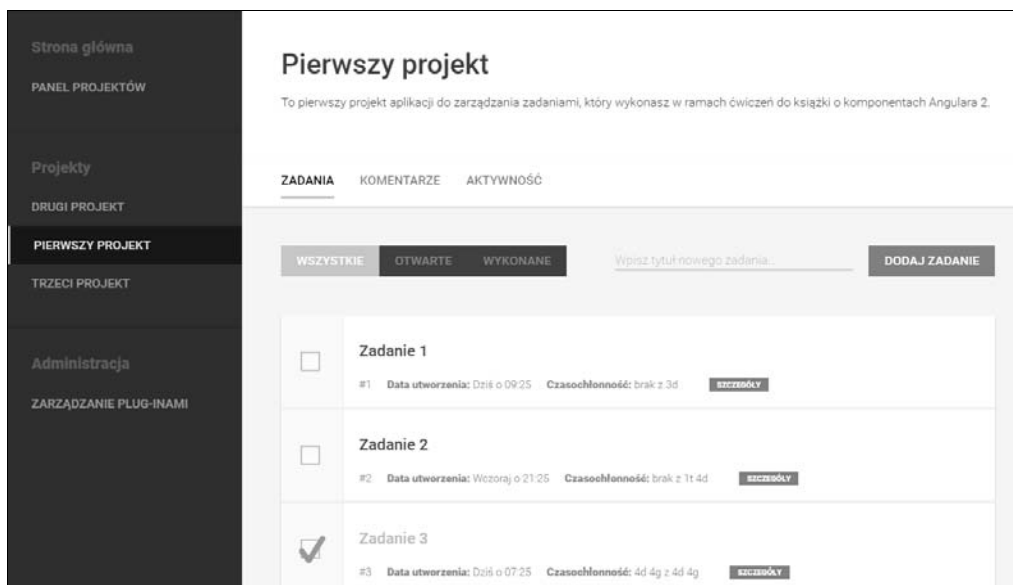 Strona główna
PANEL PROJEKTÓW
Projekty
DRUGI PROJEKT
PIERWSZY PROJEKT
TRZECI PROJEKT
Administracja
ZARZĄDZANIE PLUG-INAMI
Pierwszy projekt
To pierwszy projekt aplikacji do zarządzania zadaniami, który wykonasz w ramach ćwiczeń do książki o komponentach Angulara 2.
ZADANIA KOMENTARZE AKTYWNOŚĆ
WSZYSTKIE OTWARTE WYKONANE Wpisz tytuł nowego zadania... DODAJ ZADANIE
Zadanie 1
#1 Data utworzenia: Dziś o 09:25 Czasochłonność: brak z 3d SZCZEGÓŁY
Zadanie 2
#2 Data utworzenia: Wczoraj o 21:25 Czasochłonność: brak z 1t 4d SZCZEGÓŁY
Zadanie 3
#3 Data utworzenia: Dziś o 07:25 Czasochłonność: 4d 4g z 4d 4g SZCZEGÓŁY